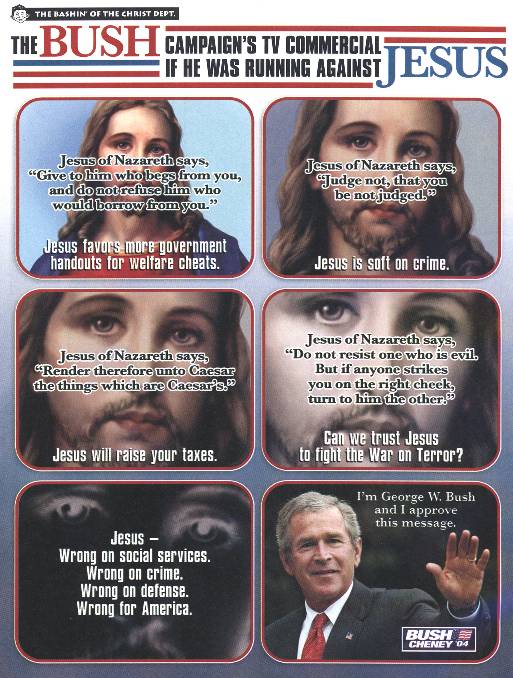 THE BASHIN' OF THE CHRIST DEPT.
THE BUSH CAMPAIGN'S TV COMMERCIAL
IF HE WAS RUNNING AGAINST JESUS
Jesus of Nazareth says,
“Give to him who begs from you,
and do not refuse him who
would borrow from you.”
Jesus favors more government
handouts for welfare cheats.
Jesus of Nazareth says,
“Judge not, that you
be not judged.”
Jesus is soft on crime.
Jesus of Nazareth says,
“Render therefore unto Caesar
the things which are Caesar's.”
Jesus will raise your taxes.
Jesus of Nazareth says,
“Do not resist one who is evil.
But if anyone strikes
you on the right cheek,
turn to him the other.”
Can we trust Jesus
to fight the War on Terror?
Jesus –
Wrong on social services.
Wrong on crime.
Wrong on defense.
Wrong for America.
I'm George W. Bush
and I approve
this message.
BUSH
CHENEY '04